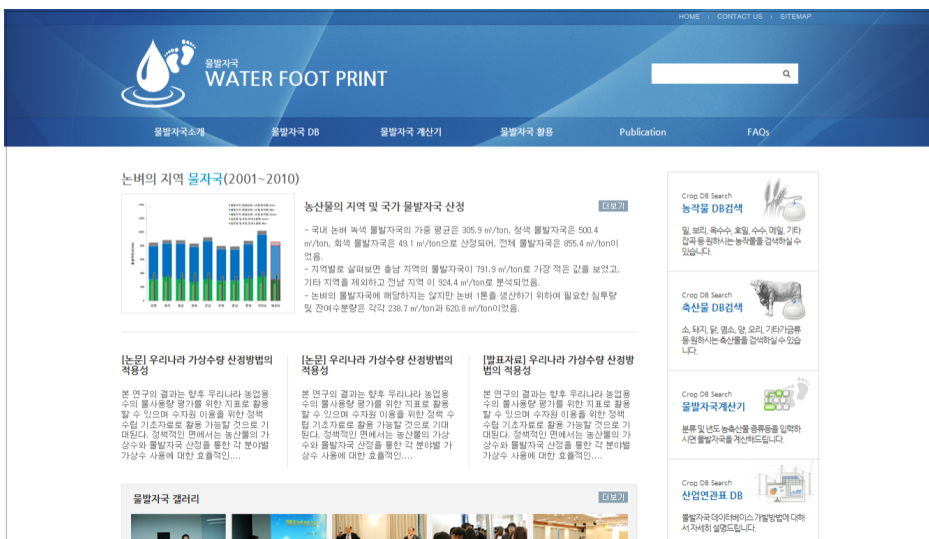 HOME | CONTACT US | SITEMAP
물발자국
WATER FOOT PRINT
물발자국소개 물발자국 DB 물발자국 계산기 물발자국 활용 Publication FAQs
논벼의 지역 물자국(2001~2010)
농산물의 지역 및 국가 물발자국 산정 더보기
- 국내 논벼 녹색 물발자국의 가중 평균은 305.9 ㎥/ton, 청색 물발자국은 500.4
㎥/ton, 회색 물발자국은 49.1 ㎥/ton으로 산정되어, 전체 물발자국은 855.4 ㎥/ton이
었음.
- 지역별로 살펴보면 충남 지역의 물발자국이 791.9 ㎥/ton로 가장 적은 값을 보였고,
기타 지역을 제외하고 전남 지역 이 924.4 ㎥/ton로 분석되었음.
- 논벼의 물발자국에 해당하지는 않지만 논벼 1톤을 생산하기 위하여 필요한 침투량
및 잔여수분량은 각각 238.7 ㎥/ton과 620.8 ㎥/ton이었음.
[논문] 우리나라 가상수량 산정방법의
적용성
본 연구의 결과는 향후 우리나라 농업용
수의 물사용량 평가를 위한 지표로 활용
할 수 있으며 수자원 이용을 위한 정책
수립 기초자료로 활용 가능할 것으로 기
대된다. 정책적인 면에서는 농산물의 가
상수와 물발자국 산정을 통한 각 분야별
가상수 사용에 대한 효율적인....
[논문] 우리나라 가상수량 산정방법의
적용성
본 연구의 결과는 향후 우리나라 농업용
수의 물사용량 평가를 위한 지표로 활용
할 수 있으며 수자원 이용을 위한 정책 수
립 기초자료로 활용 가능할 것으로 기대
된다. 정책적인 면에서는 농산물의 가상
수와 물발자국 산정을 통한 각 분야별 가
상수 사용에 대한 효율적인....
[발표자료] 우리나라 가상수량 산정방
법의 적용성
본 연구의 결과는 향후 우리나라 농업용
수의 물사용량 평가를 위한 지표로 활용
할 수 있으며 수자원 이용을 위한 정책
수립 기초자료로 활용 가능할 것으로 기
대된다. 정책적인 면에서는 농산물의 가
상수와 물발자국 산정을 통한 각 분야별
가상수 사용에 대한 효율적인....
물발자국 갤러리 더보기
Crop DB Search
농작물 DB검색
밀, 보리, 옥수수, 호밀, 수수, 메밀, 기타
잡곡 등 원하시는 농작물을 검색하실 수
있습니다.
Crop DB Search
축산물 DB검색
소, 돼지, 닭, 염소, 양, 오리, 기타가금류
등 원하시는 축산물을 검색하실 수 있습
니다.
Crop DB Search
물발자국계산기
분류 및 년도 농축산물 종류등을 입력하
시면 물발자국을 계산해드립니다.
Crop DB Search
산업연관표 DB
물발자국 데이터베이스 개발방법에 대해
서 자세히 설명드립니다.